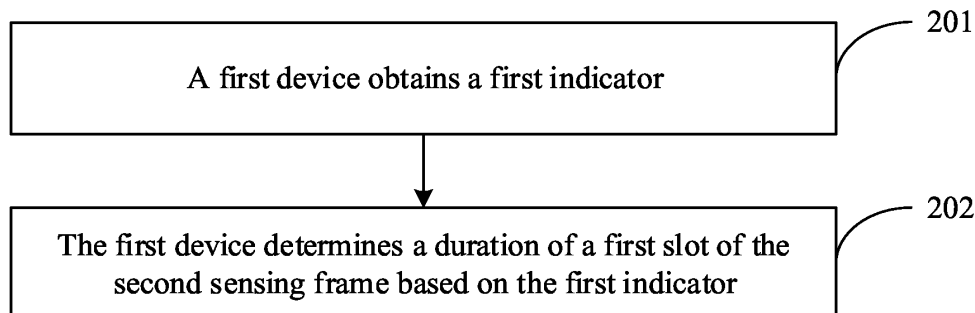 201
A first device obtains a first indicator
202
The first device determines a duration of a first slot of the
second sensing frame based on the first indicator